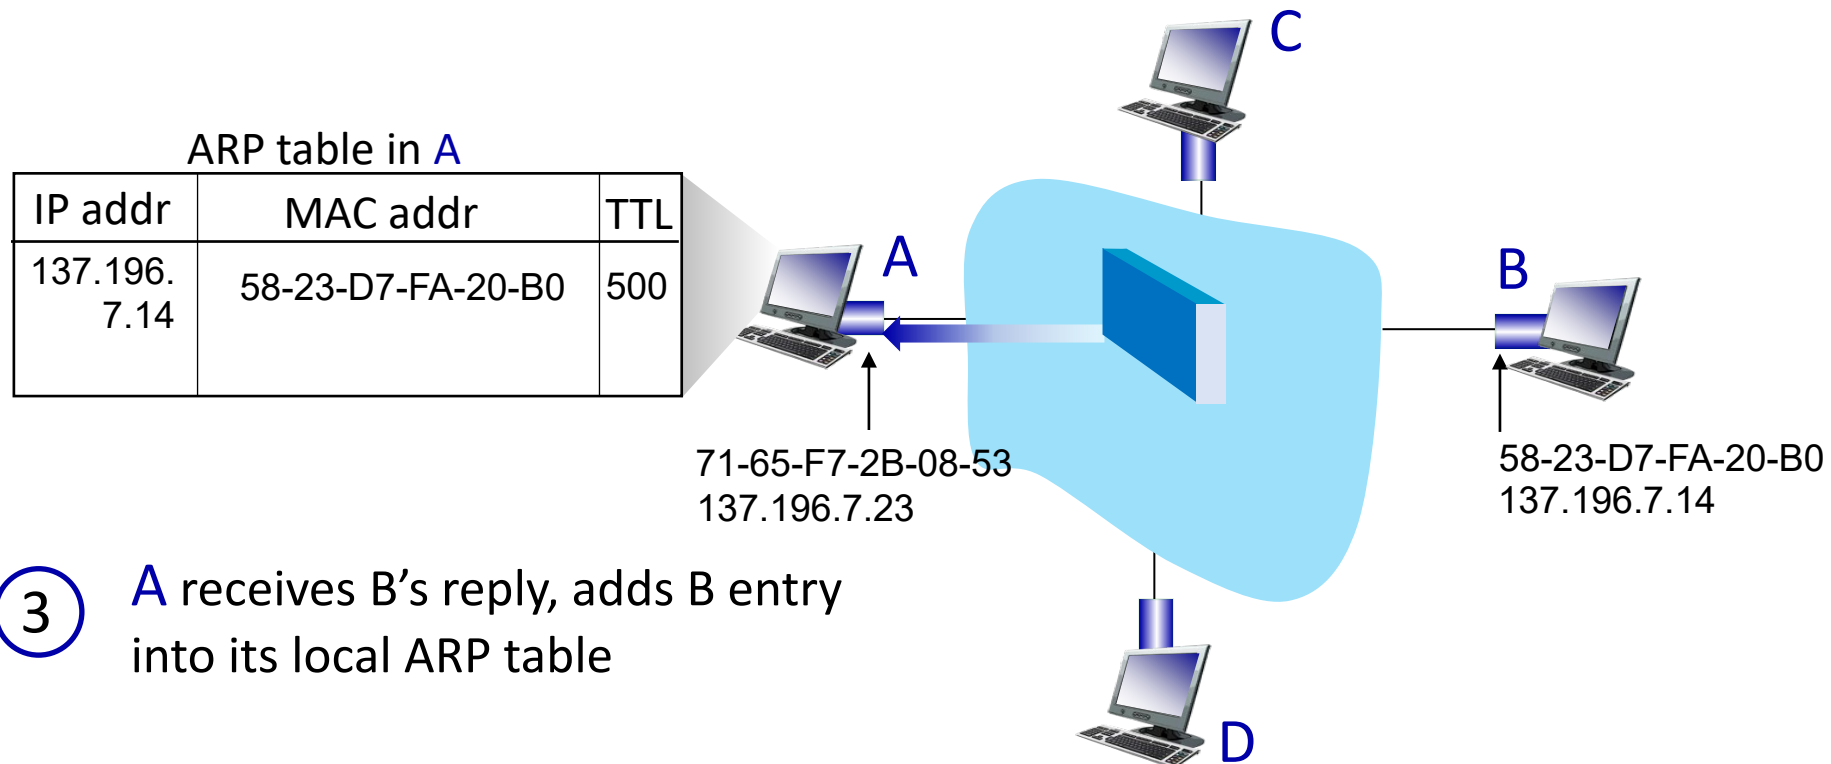 C
ARP table in A
IP addr MAC addr TTL
137.196.
7.14
58-23-D7-FA-20-B0 500
A
B
71-65-F7-2B-08-53
137.196.7.23
58-23-D7-FA-20-B0
137.196.7.14
3
A receives B’s reply, adds B entry
into its local ARP table
D